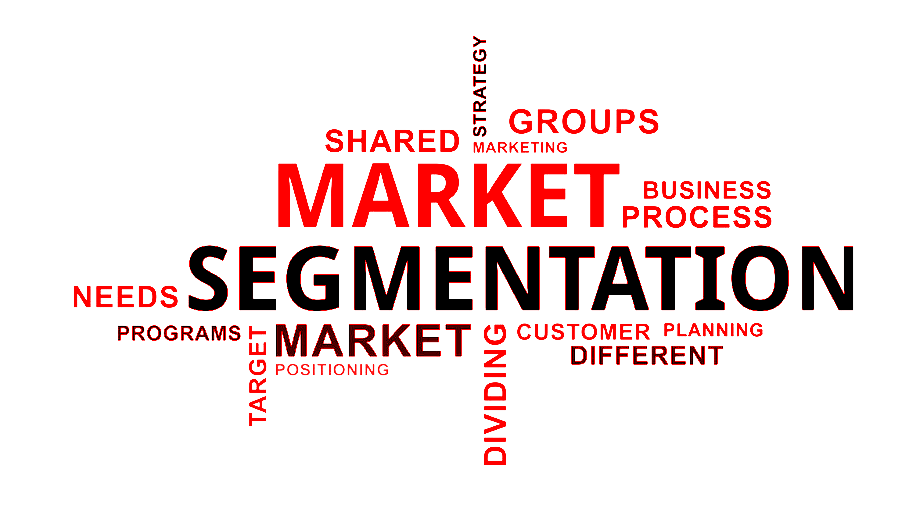 STRATEGY
GROUPS
SHARED
MARKETING
MARKET
BUSINESS
PROCESS
SEGMENTATION
NEEDS
PROGRAMS
TARGET
MARKET
POSITIONING
DIVIDING
CUSTOMER
PLANNING
DIFFERENT